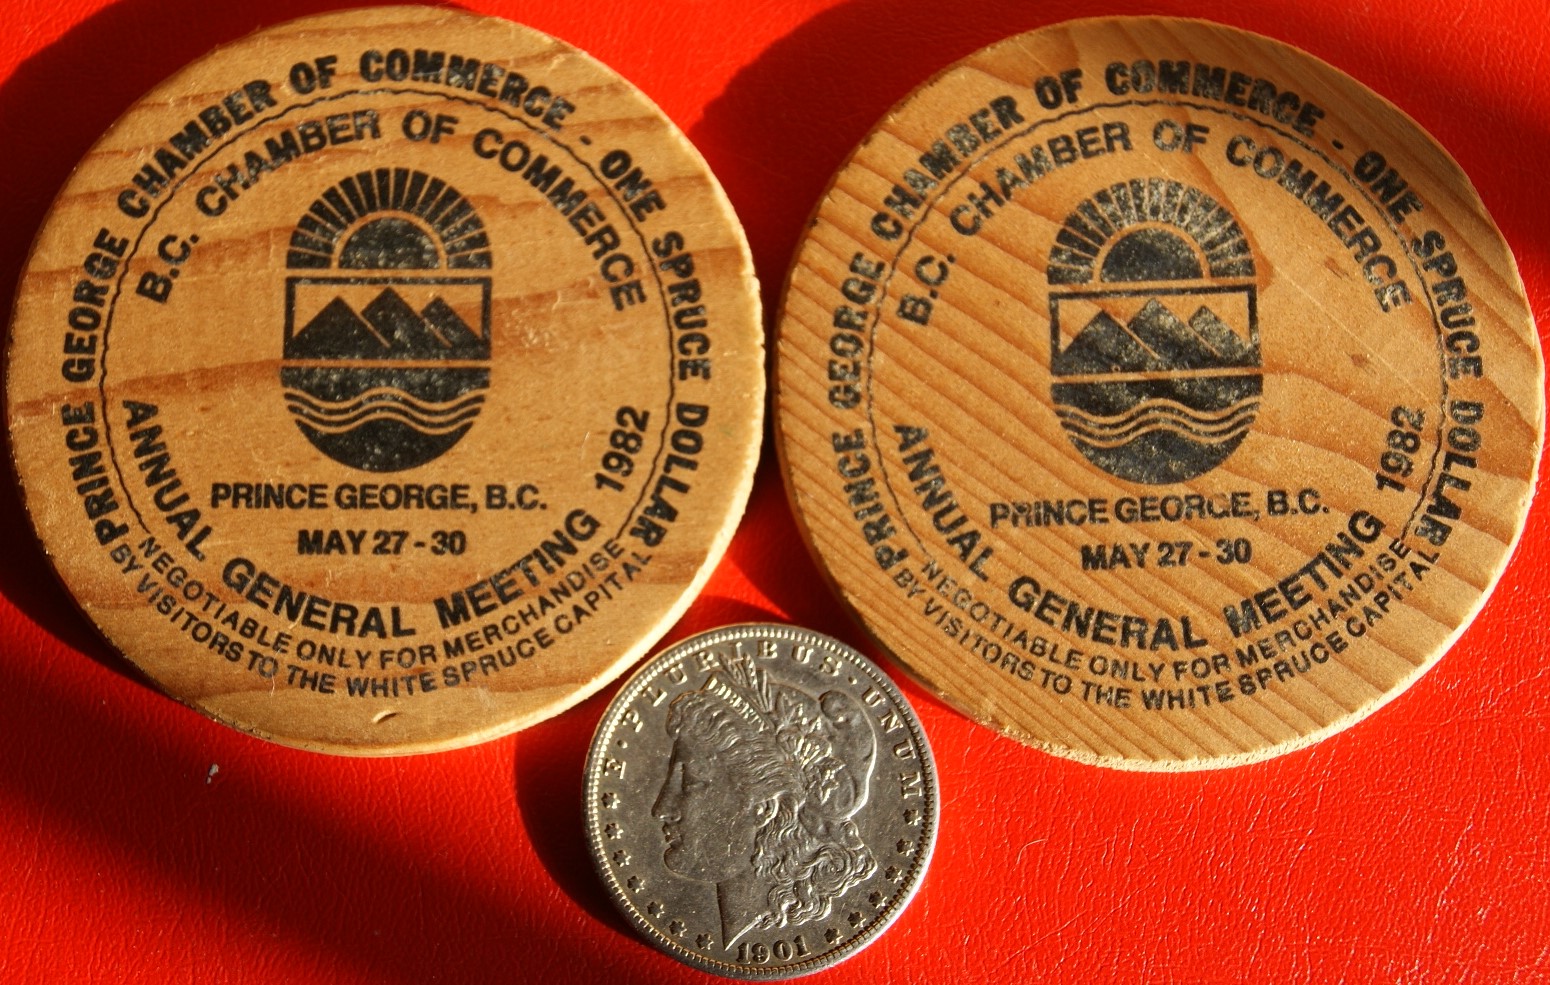 PRINCE GEORGE CHAMBER OF COMMERCE - ONE SPRUCE DOLLAR
B.C. CHAMBER OF COMMERCE
PRINCE GEORGE, B.C.
MAY 27-30
ANNUAL GENERAL MEETING 1982
NEGOTIABLE ONLY FOR MERCHANDISE
BY VISITORS TO THE WHITE SPRUCE CAPITAL
PRINCE GEORGE CHAMBER OF COMMERCE - ONE SPRUCE DOLLAR
B.C. CHAMBER OF COMMERCE
PRINCE GEORGE, B.C.
MAY 27-30
ANNUAL GENERAL MEETING 1982
NEGOTIABLE ONLY FOR MERCHANDISE
BY VISITORS TO THE WHITE SPRUCE CAPITAL
E·PLURIBUS·UNUM
LIBERTY
1901